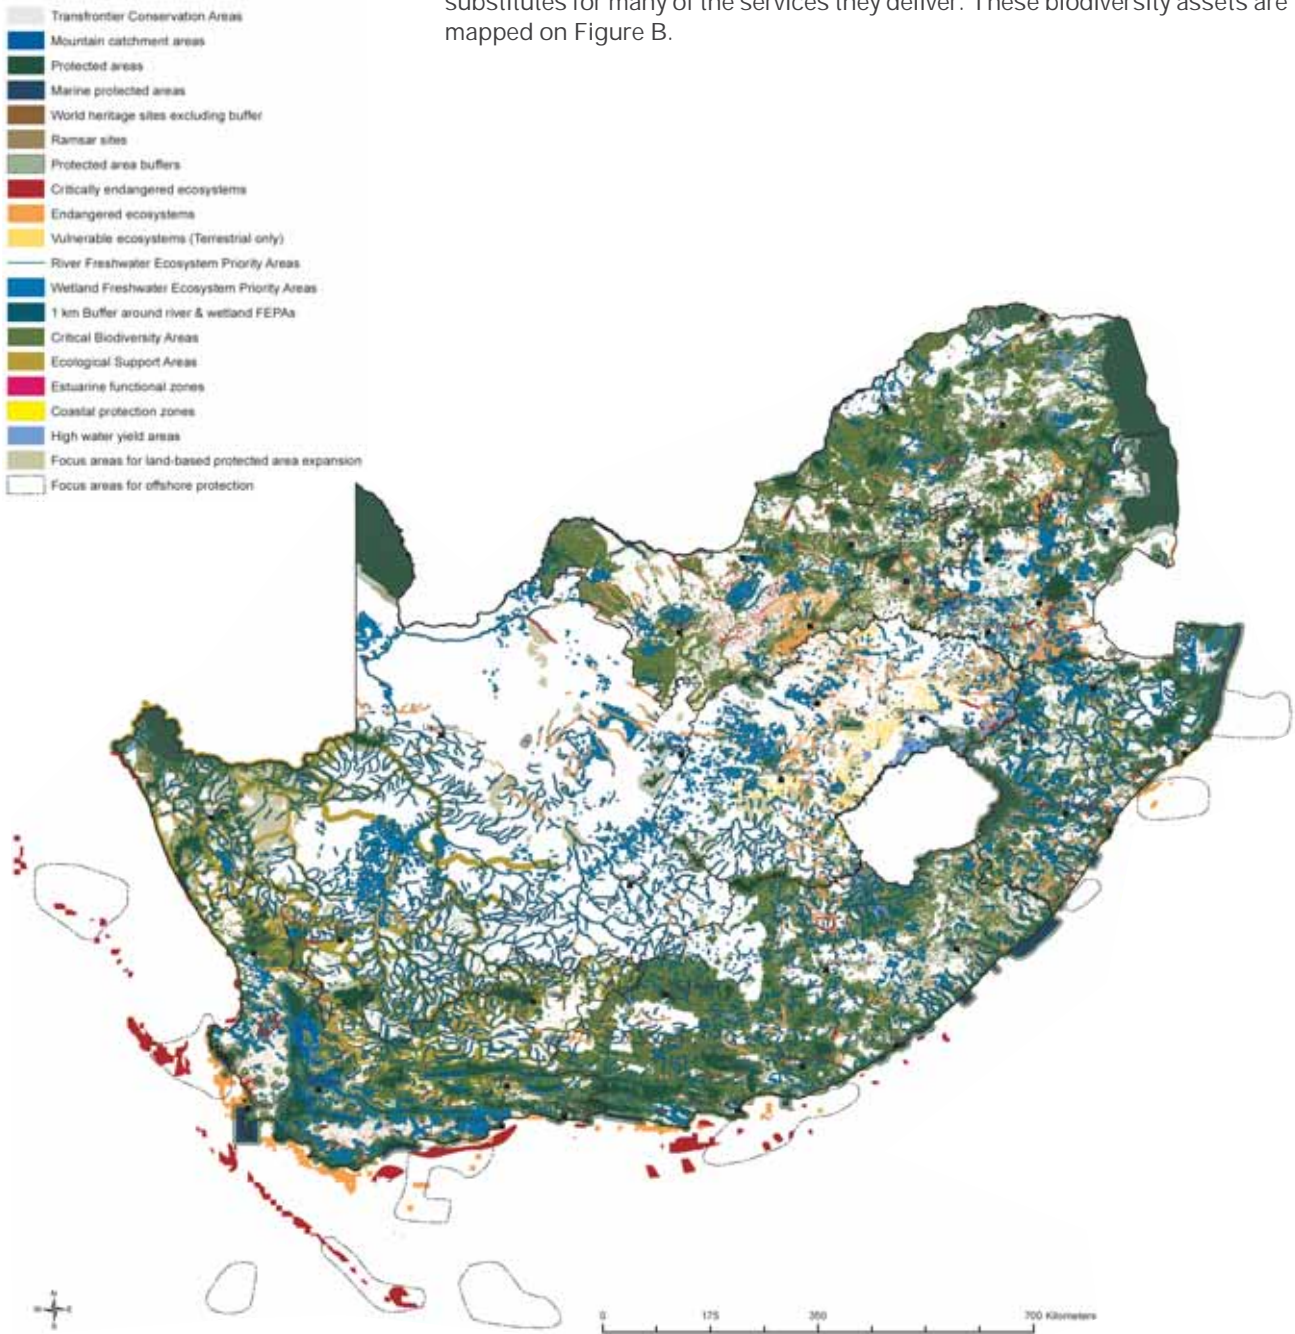 substitutes for many of the services they deliver. These biodiversity assets are
mapped on Figure B.
Transfrontier Conservation Areas
Mountain catchment areas
Protected areas
Marine protected areas
World heritage sites excluding buffer
Ramsar sites
Protected area buffers
Critically endangered ecosystems
Endangered ecosystems
Vulnerable ecosystems (Terrestrial only)
River Freshwater Ecosystem Priority Areas
Wetland Freshwater Ecosystem Priority Areas
1 km Buffer around river & wetland FEPAs
Critical Biodiversity Areas
Ecological Support Areas
Estuarine functional zones
Coastal protection zones
High water yield areas
Focus areas for land-based protected area expansion
Focus areas for offshore protection
N
W E
S
0 175 350 700 Kilometers